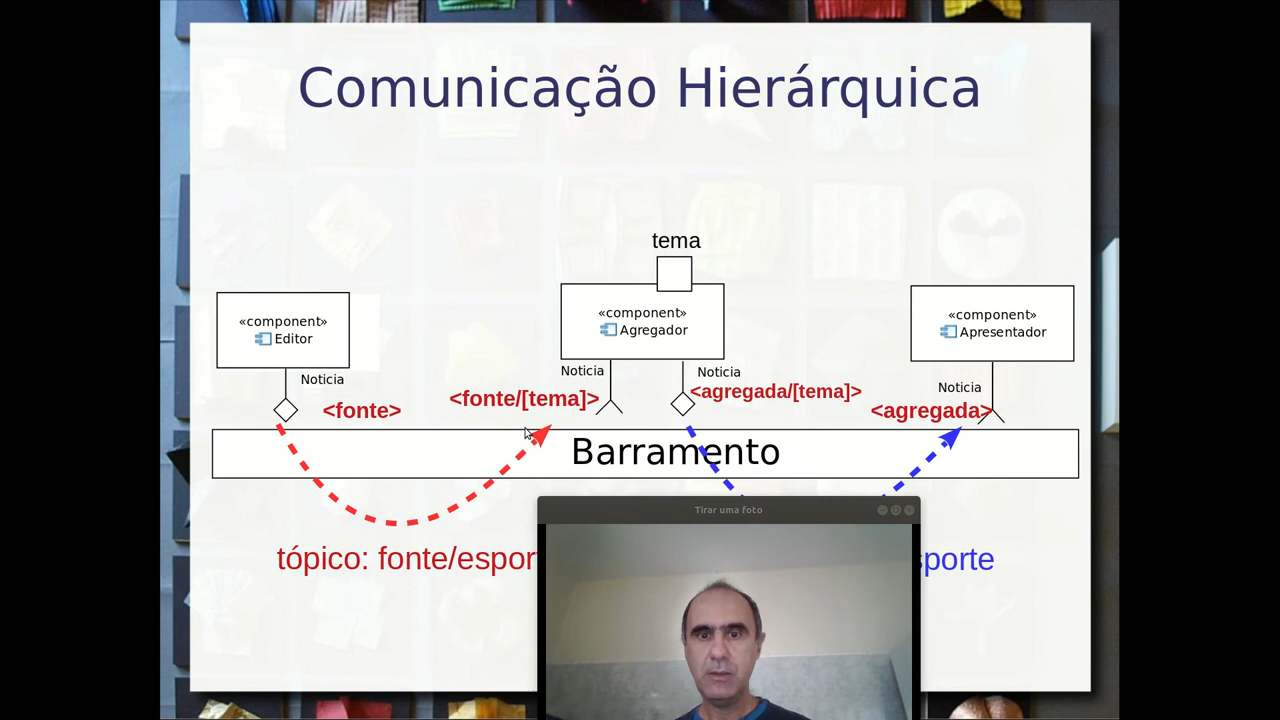 Comunicação Hierárquica
tema
«component»
Editor
«component»
Agregador
«component»
Apresentador
Noticia
Noticia
Noticia
Noticia
<fonte>
<fonte/[tema]>
<agregada/[tema]>
<agregada>
Barramento
Tirar uma foto
tópico: fonte/espor
sporte